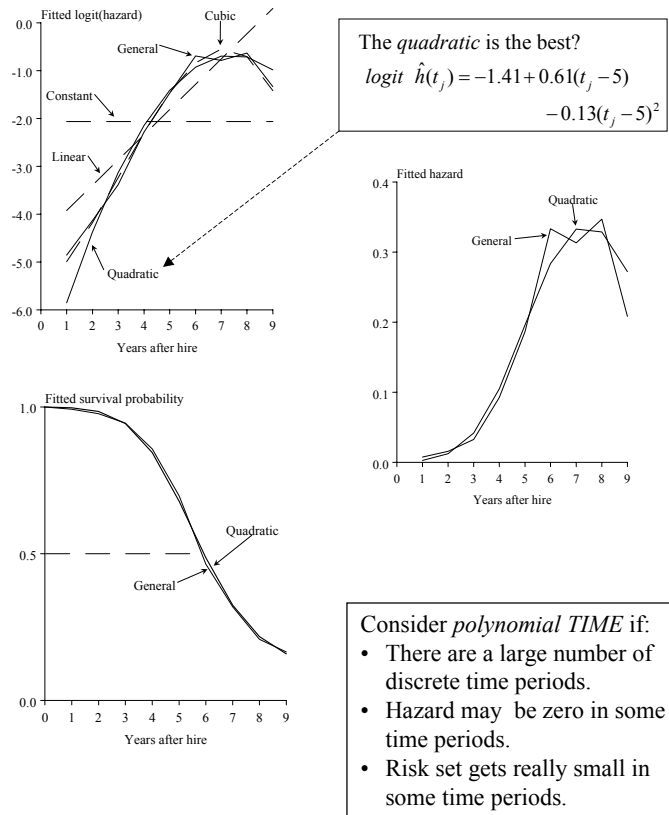 Fitted logit(hazard)
0.0
-1.0
-2.0
-3.0
-4.0
-5.0
-6.0
General
Cubic
Constant
Linear
Quadratic
0 1 2 3 4 5 6 7 8 9
Years after hire
The quadratic is the best?
logit ĥ(t_j) = −1.41 + 0.61(t_j − 5)
− 0.13(t_j − 5)²
Fitted hazard
0.4
0.3
0.2
0.1
0.0
Quadratic
General
0 1 2 3 4 5 6 7 8 9
Years after hire
Fitted survival probability
1.0
0.5
0.0
Quadratic
General
0 1 2 3 4 5 6 7 8 9
Years after hire
Consider polynomial TIME if:
• There are a large number of
discrete time periods.
• Hazard may be zero in some
time periods.
• Risk set gets really small in
some time periods.